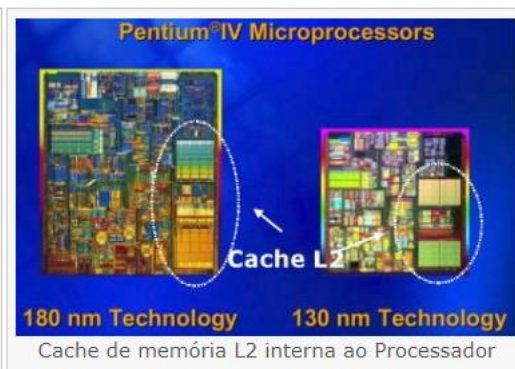 Pentium®IV Microprocessors
Cache L2
180 nm Technology
130 nm Technology
Cache de memória L2 interna ao Processador